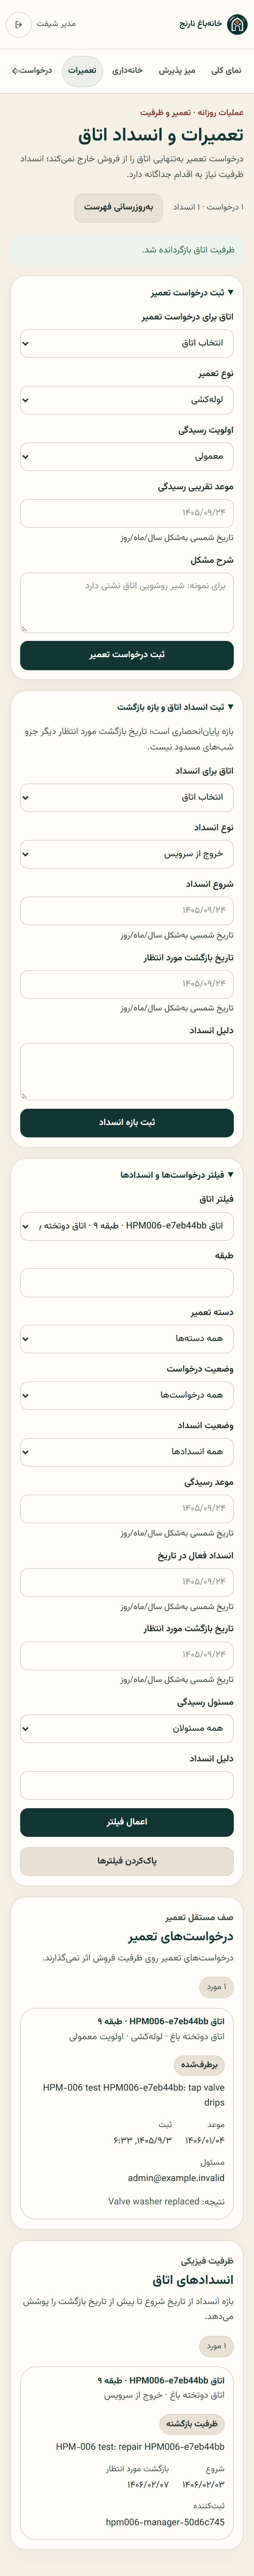 خانه‌باغ نارنج
مدیر شیفت
نمای کلی
میز پذیرش
خانه‌داری
تعمیرات
درخواست
عملیات روزانه · تعمیر و ظرفیت
تعمیرات و انسداد اتاق
درخواست تعمیر به‌تنهایی اتاق را از فروش خارج نمی‌کند؛ انسداد
ظرفیت نیاز به اقدام جداگانه دارد.
۱ درخواست · ۱ انسداد
به‌روزرسانی فهرست
ظرفیت اتاق بازگردانده شد.
▼ ثبت درخواست تعمیر
اتاق برای درخواست تعمیر
انتخاب اتاق
نوع تعمیر
لوله‌کشی
اولویت رسیدگی
معمولی
موعد تقریبی رسیدگی
۱۴۰۵/۰۹/۲۴
تاریخ شمسی به‌شکل سال/ماه/روز
شرح مشکل
برای نمونه: شیر روشویی اتاق نشتی دارد
ثبت درخواست تعمیر
▼ ثبت انسداد اتاق و بازه بازگشت
بازه پایان‌انحصاری است؛ تاریخ بازگشت مورد انتظار دیگر جزو
شب‌های مسدود نیست.
اتاق برای انسداد
انتخاب اتاق
نوع انسداد
خروج از سرویس
شروع انسداد
۱۴۰۵/۰۹/۲۴
تاریخ شمسی به‌شکل سال/ماه/روز
تاریخ بازگشت مورد انتظار
۱۴۰۵/۰۹/۲۴
تاریخ شمسی به‌شکل سال/ماه/روز
دلیل انسداد
ثبت بازه انسداد
▼ فیلتر درخواست‌ها و انسدادها
فیلتر اتاق
اتاق HPM006-e7eb44bb · طبقه ۹ · اتاق دوتخته ب
طبقه
دسته تعمیر
همه دسته‌ها
وضعیت درخواست
همه درخواست‌ها
وضعیت انسداد
همه انسدادها
موعد رسیدگی
۱۴۰۵/۰۹/۲۴
تاریخ شمسی به‌شکل سال/ماه/روز
انسداد فعال در تاریخ
۱۴۰۵/۰۹/۲۴
تاریخ شمسی به‌شکل سال/ماه/روز
تاریخ بازگشت مورد انتظار
۱۴۰۵/۰۹/۲۴
تاریخ شمسی به‌شکل سال/ماه/روز
مسئول رسیدگی
همه مسئولان
دلیل انسداد
اعمال فیلتر
پاک‌کردن فیلترها
صف مستقل تعمیر
درخواست‌های تعمیر
درخواست‌های تعمیر روی ظرفیت فروش اثر نمی‌گذارند.
۱ مورد
اتاق HPM006-e7eb44bb · طبقه ۹
اتاق دوتخته باغ · لوله‌کشی · اولویت معمولی
برطرف‌شده
HPM-006 test HPM006-e7eb44bb: tap valve
drips
موعد
ثبت
۱۴۰۶/۰۱/۰۴
۱۴۰۵/۹/۳, ۶:۳۳
مسئول
admin@example.invalid
نتیجه: Valve washer replaced
ظرفیت فیزیکی
انسدادهای اتاق
بازه انسداد از تاریخ شروع تا پیش از تاریخ بازگشت را پوشش
می‌دهد.
۱ مورد
اتاق HPM006-e7eb44bb · طبقه ۹
اتاق دوتخته باغ · خروج از سرویس
ظرفیت بازگشته
HPM-006 test: repair HPM006-e7eb44bb
شروع
بازگشت مورد انتظار
۱۴۰۶/۰۲/۰۳
۱۴۰۶/۰۲/۰۷
ثبت‌کننده
hpm006-manager-50d6c745